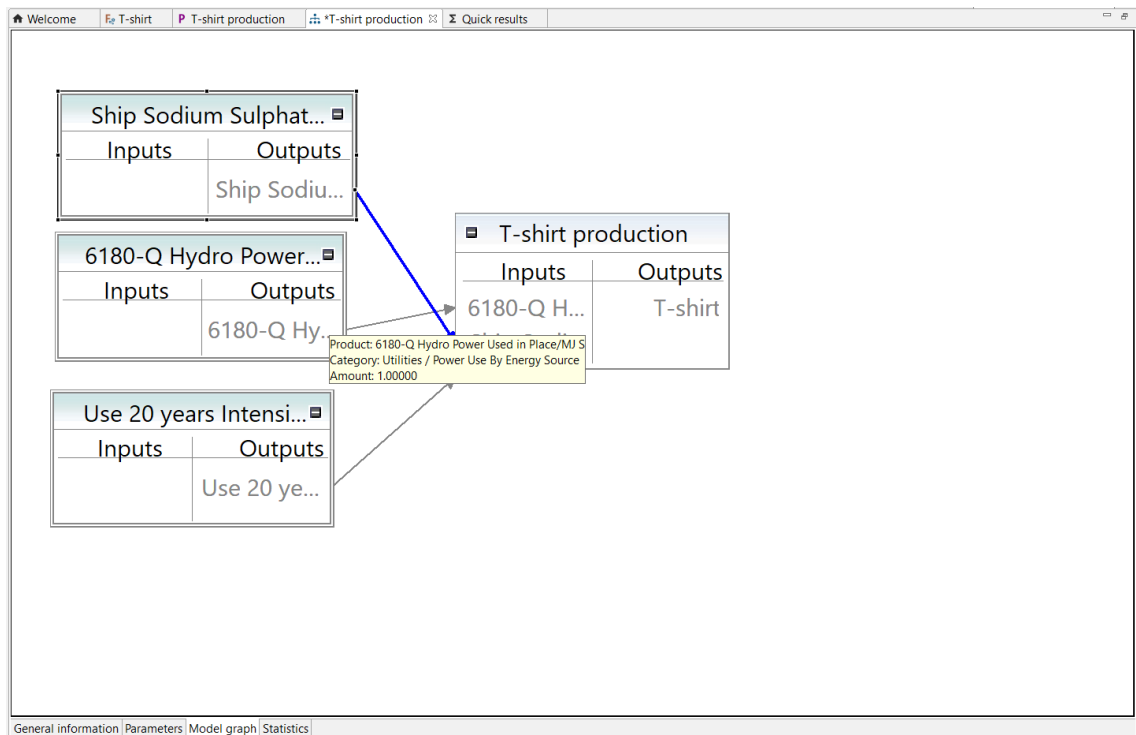 Welcome
T-shirt
P T-shirt production
*T-shirt production
Σ Quick results
Ship Sodium Sulphat...
Inputs Outputs
Ship Sodiu...
6180-Q Hydro Power...
Inputs Outputs
6180-Q Hy...
T-shirt production
Inputs Outputs
6180-Q H... T-shirt
Product: 6180-Q Hydro Power Used in Place/MJ S
Category: Utilities / Power Use By Energy Source
Amount: 1.00000
Use 20 years Intensi...
Inputs Outputs
Use 20 ye...
General information Parameters Model graph Statistics